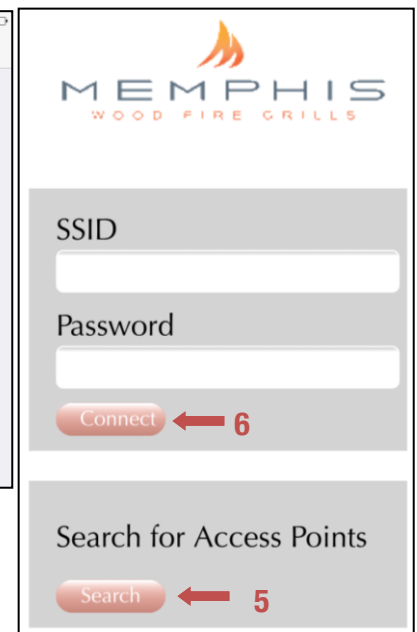 MEMPHIS
WOOD FIRE GRILLS
SSID
Password
Connect 6
Search for Access Points
Search 5